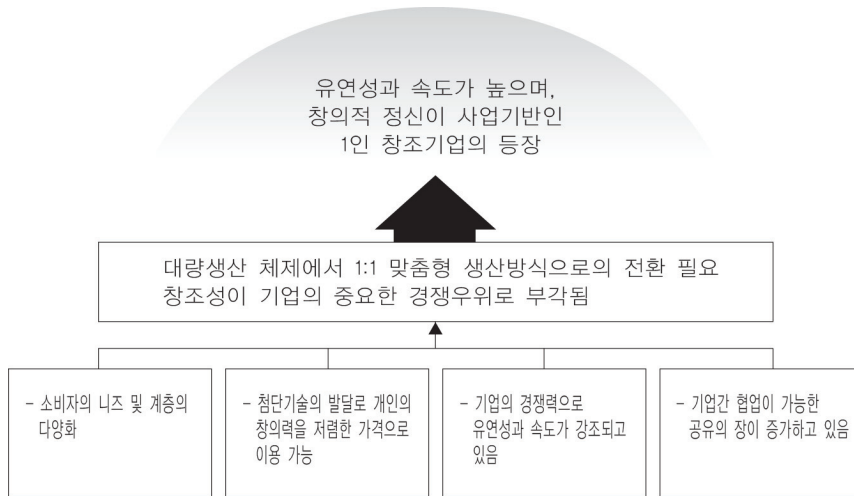 유연성과 속도가 높으며,
창의적 정신이 사업기반인
1인 창조기업의 등장
대량생산 체제에서 1:1 맞춤형 생산방식으로의 전환 필요
창조성이 기업의 중요한 경쟁우위로 부각됨
- 소비자의 니즈 및 계층의
다양화
- 첨단기술의 발달로 개인의
창의력을 저렴한 가격으로
이용 가능
- 기업의 경쟁력으로
유연성과 속도가 강조되고
있음
- 기업간 협업이 가능한
공유의 장이 증가하고 있음